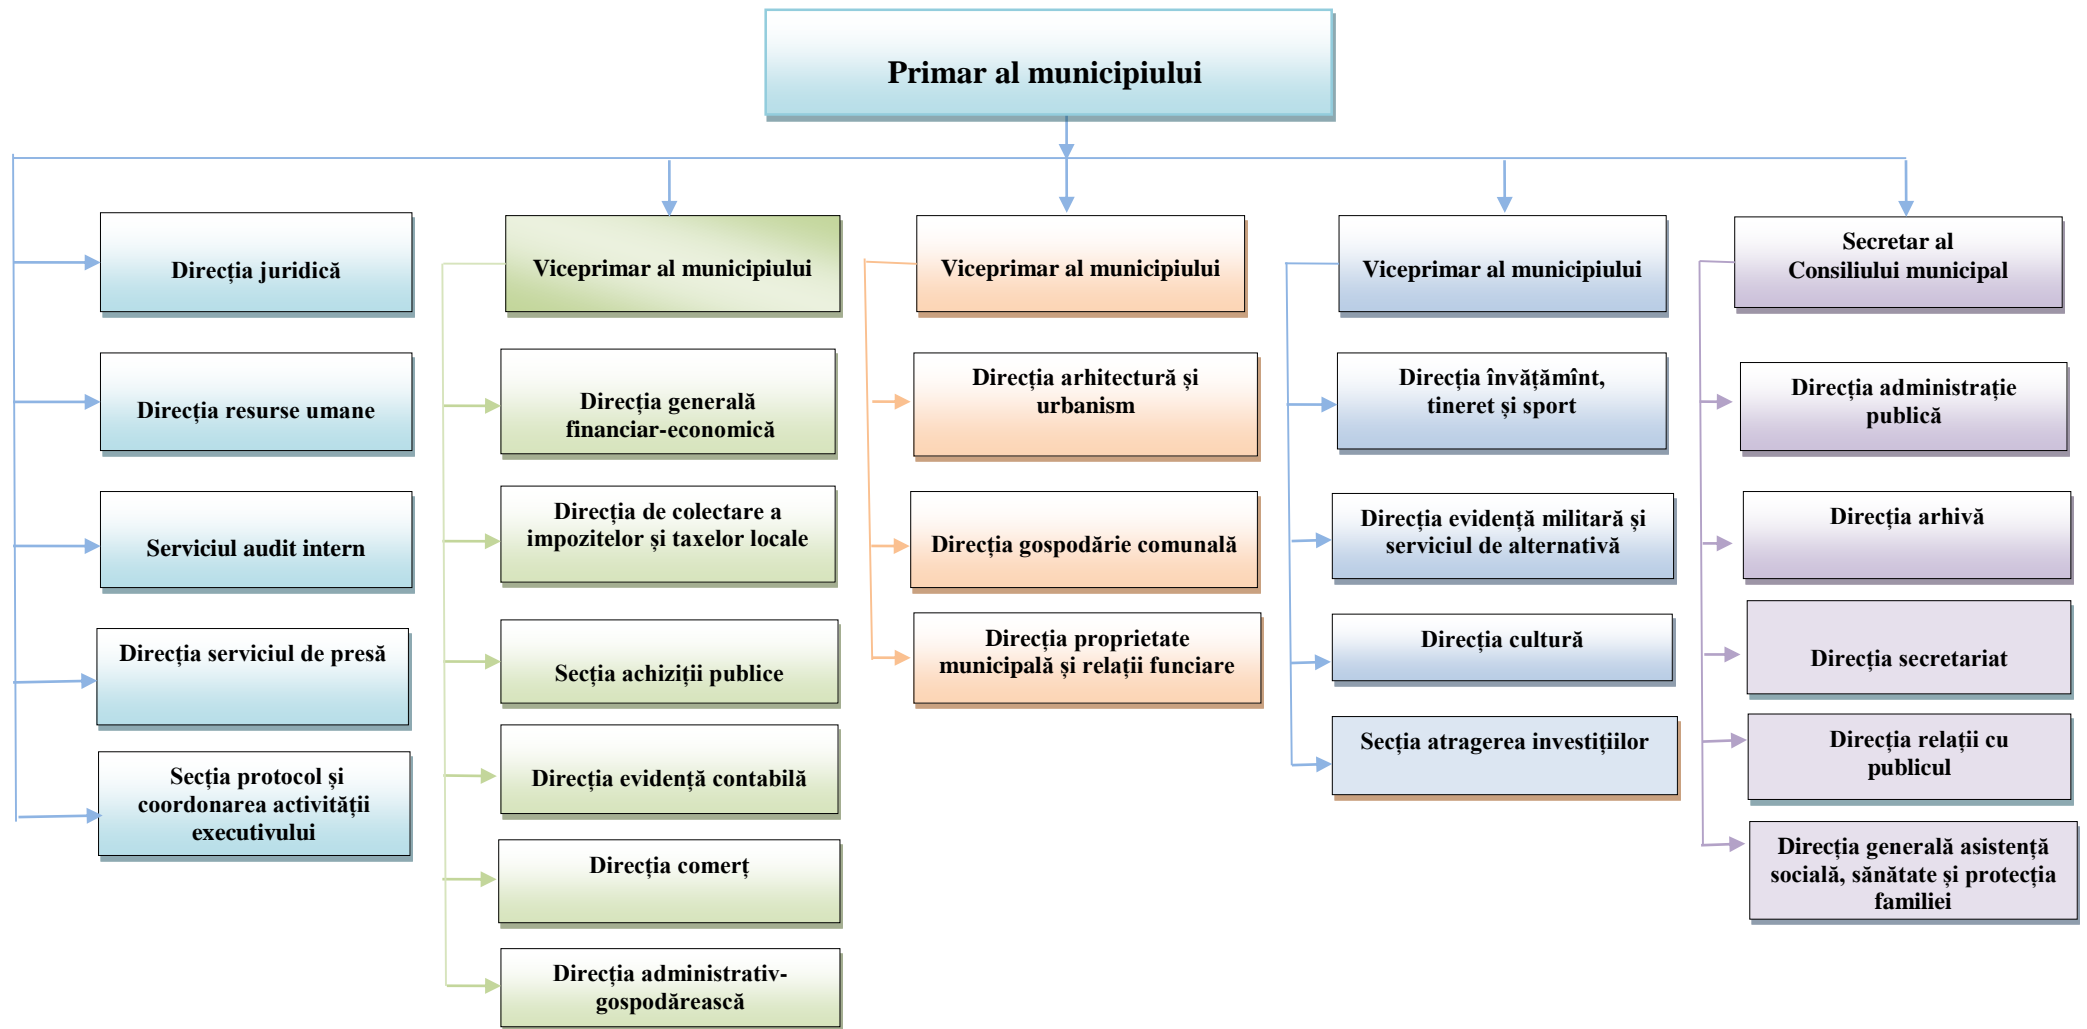 Primar al municipiului
Direcția juridică
Direcția resurse umane
Serviciul audit intern
Direcția serviciul de presă
Secția protocol și
coordonarea activității
executivului
Viceprimar al municipiului
Direcția generală
financiar-economică
Direcția de colectare a
impozitelor și taxelor locale
Secția achiziții publice
Direcția evidență contabilă
Direcția comerț
Direcția administrativ-
gospodărească
Viceprimar al municipiului
Direcția arhitectură și
urbanism
Direcția gospodărie comunală
Direcția proprietate
municipală și relații funciare
Viceprimar al municipiului
Direcția învățămînt,
tineret și sport
Direcția evidență militară și
serviciul de alternativă
Direcția cultură
Secția atragerea investițiilor
Secretar al
Consiliului municipal
Direcția administrație
publică
Direcția arhivă
Direcția secretariat
Direcția relații cu
publicul
Direcția generală asistență
socială, sănătate și protecția
familiei